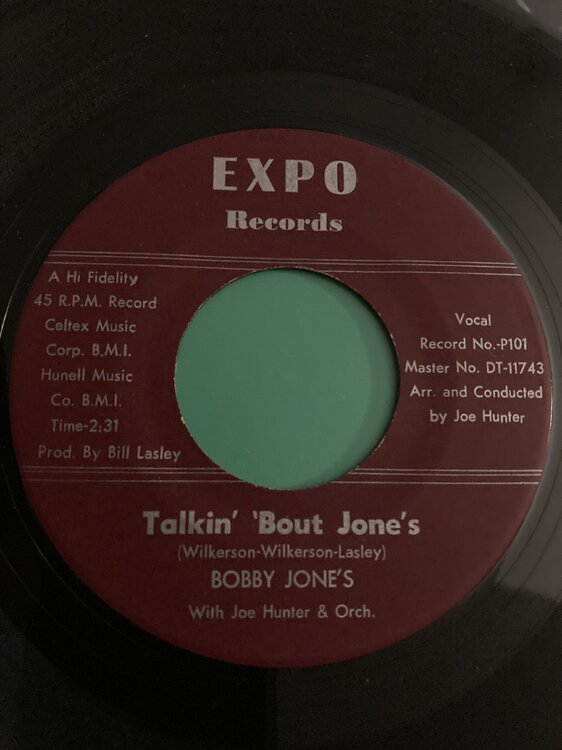 EXPO
Records
A Hi Fidelity
45 R.P.M. Record
Celtex Music
Corp. B.M.I.
Hunell Music
Co. B.M.I.
Time-2:31
Prod. By Bill Lasley
Vocal
Record No.-P101
Master No. DT-11743
Arr. and Conducted
by Joe Hunter
Talkin' 'Bout Jone's
(Wilkerson-Wilkerson-Lasley)
BOBBY JONE'S
With Joe Hunter & Orch.